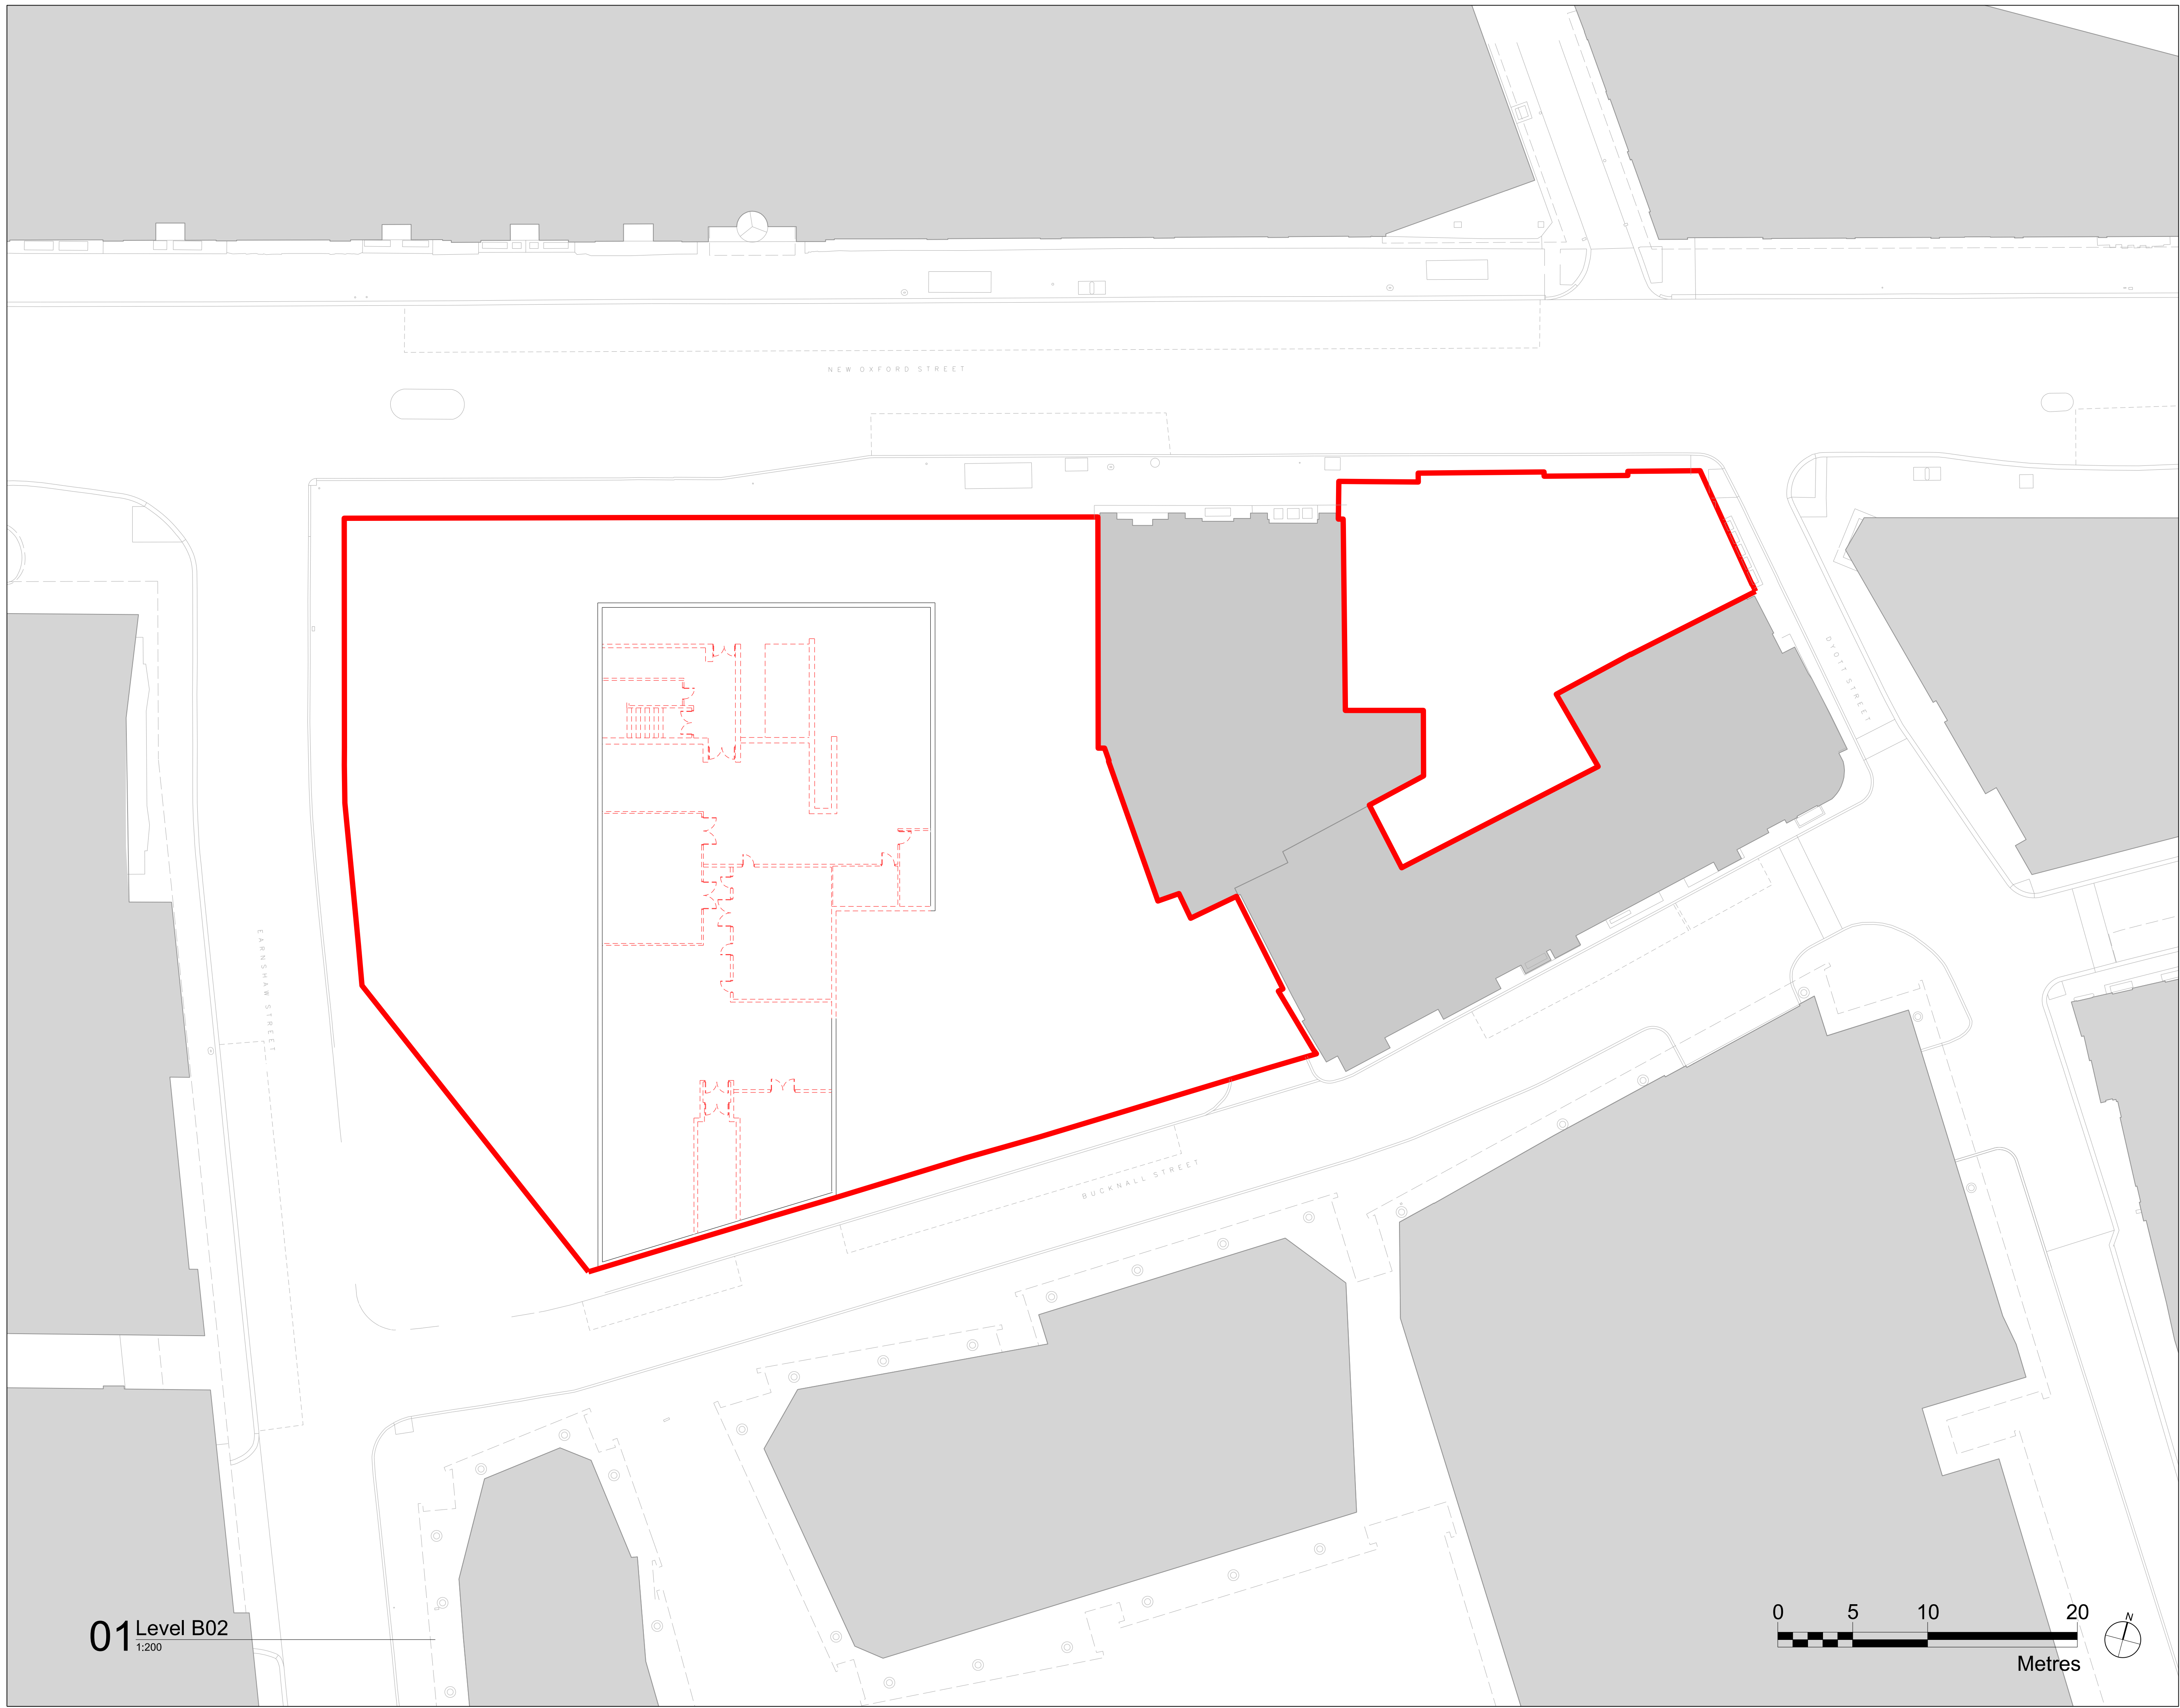 NEW OXFORD STREET
DYOTT STREET
EARNSHAW STREET
BUCKNALL STREET
01 Level B02
1:200
0 5 10 20
Metres
N